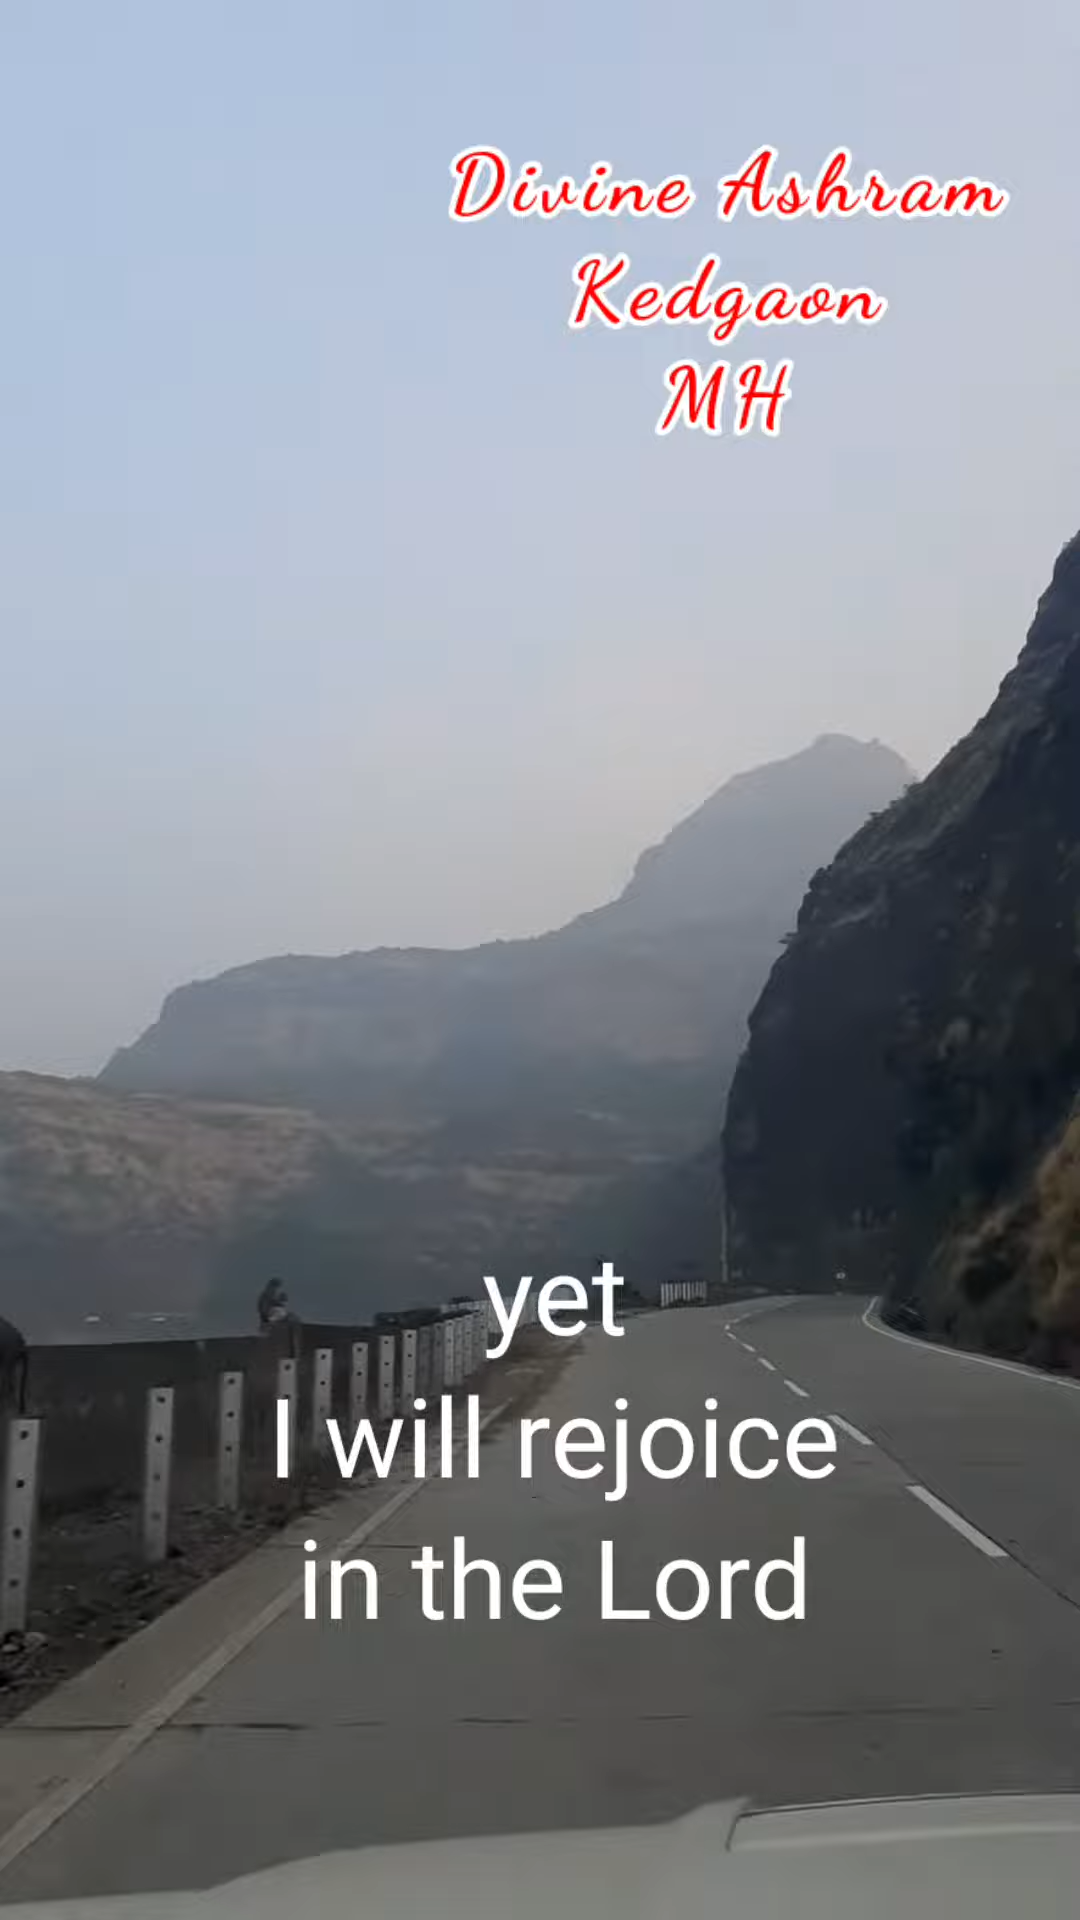 Divine Ashram
Kedgaon
MH
yet
I will rejoice
in the Lord